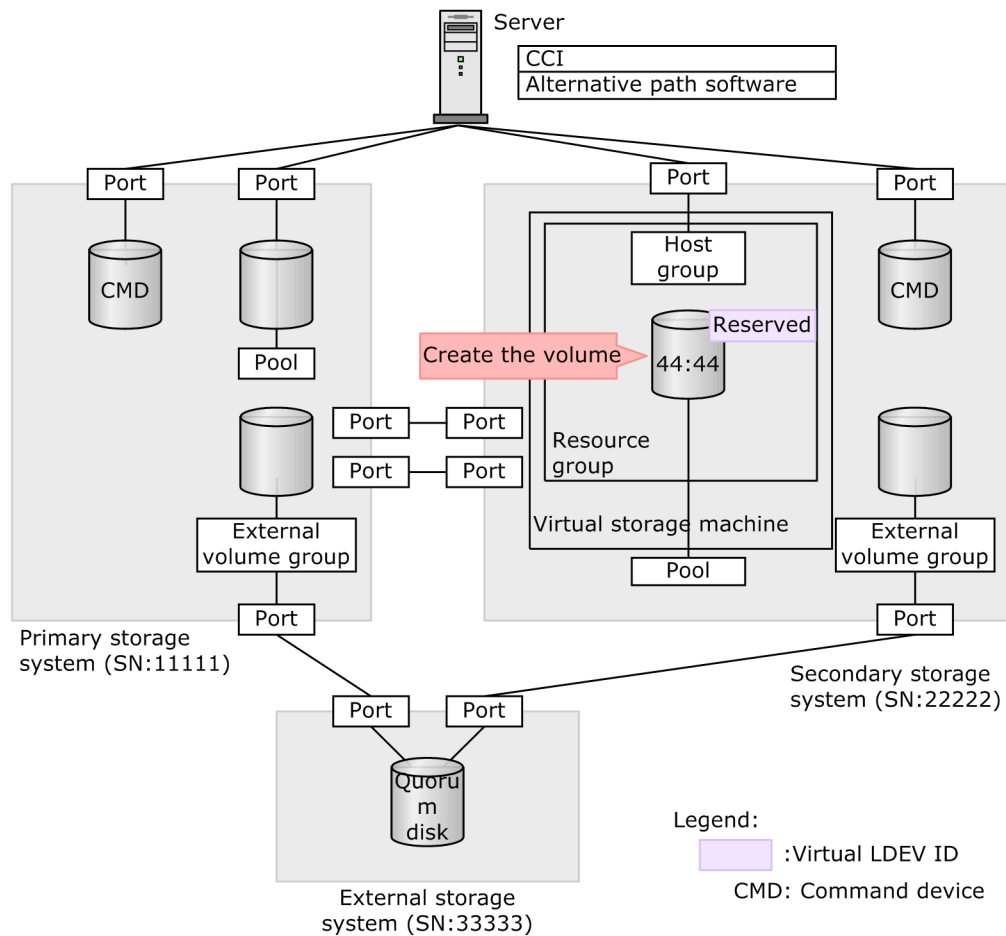 Server
CCI
Alternative path software
Port
Port
Port
Port
Host
group
CMD
CMD
Reserved
Create the volume
44:44
Pool
Port
Port
Resource
group
Port
Port
Virtual storage machine
External
volume group
External
volume group
Pool
Port
Port
Primary storage
system (SN:11111)
Secondary storage
system (SN:22222)
Port
Port
Quoru
m
disk
Legend:
:Virtual LDEV ID
CMD: Command device
External storage
system (SN:33333)